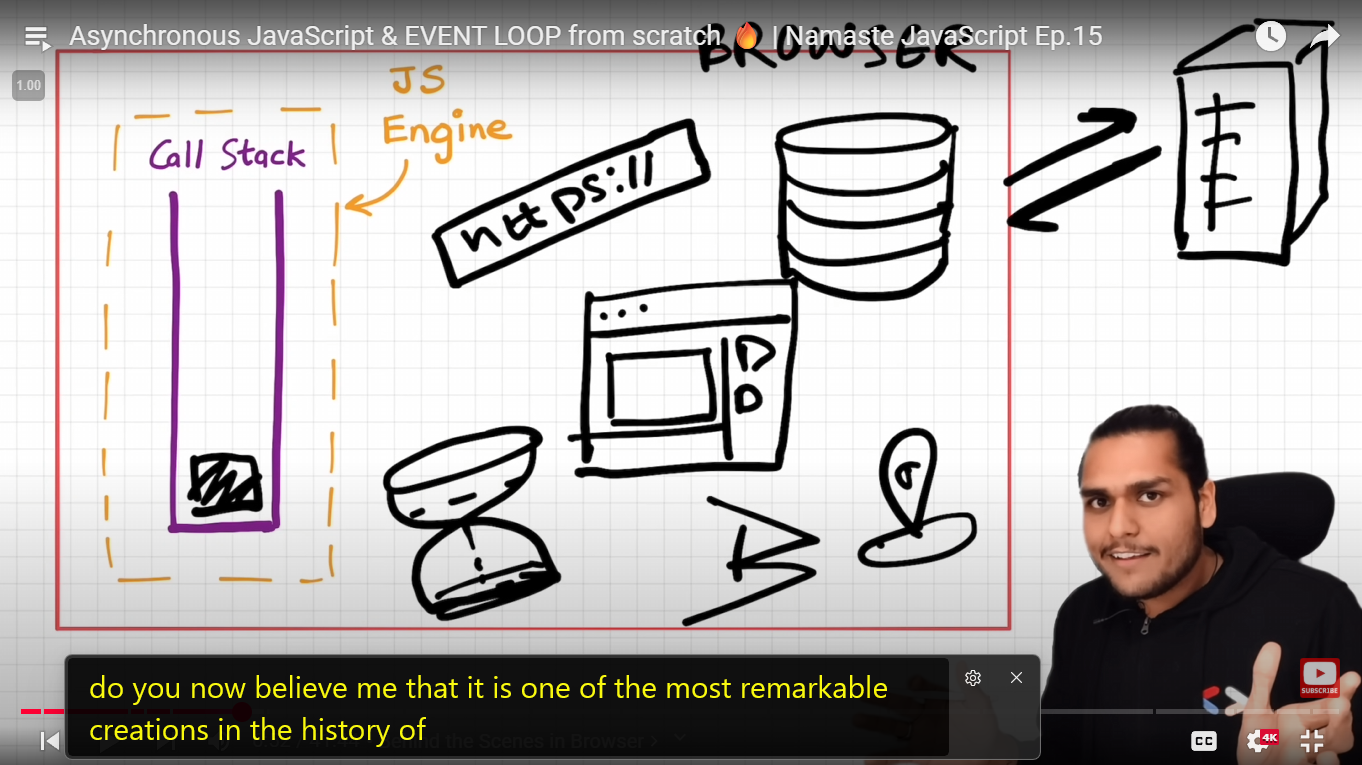 Asynchronous JavaScript & EVENT LOOP from scratch 🔥 | Namaste JavaScript Ep.15
BROWSER
1.00
JS
Engine
Call Stack
https://
D
D
do you now believe me that it is one of the most remarkable
creations in the history of
SUBSCRIBE
Behind the Scenes in Browser >
CC
4K